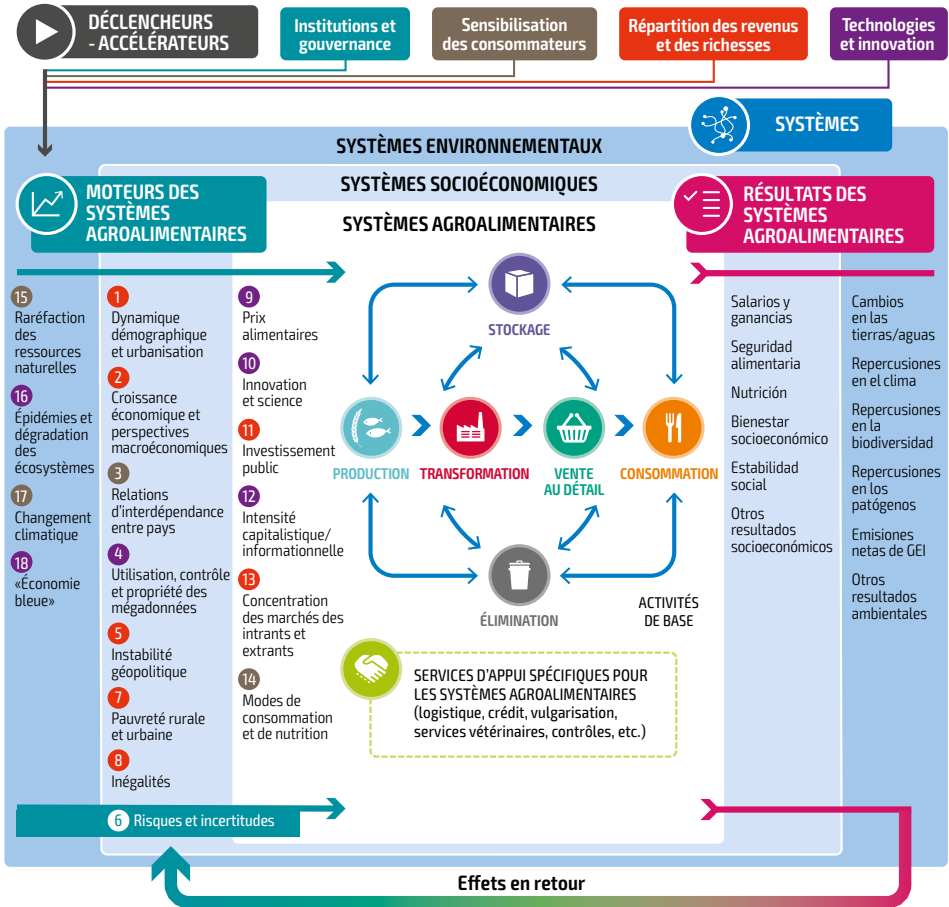 DÉCLENCHEURS
- ACCÉLÉRATEURS
Institutions et
gouvernance
Sensibilisation
des consommateurs
Répartition des revenus
et des richesses
Technologies
et innovation
SYSTÈMES
SYSTÈMES ENVIRONNEMENTAUX
SYSTÈMES SOCIOÉCONOMIQUES
SYSTÈMES AGROALIMENTAIRES
MOTEURS DES
SYSTÈMES
AGROALIMENTAIRES
RÉSULTATS DES
SYSTÈMES
AGROALIMENTAIRES
15
Raréfaction
des
ressources
naturelles
16
Épidémies et
dégradation
des
écosystèmes
17
Changement
climatique
18
«Économie
bleue»
1
Dynamique
démographique
et urbanisation
2
Croissance
économique et
perspectives
macroéconomiques
3
Relations
d'interdépendance
entre pays
4
Utilisation, contrôle
et propriété des
mégadonnées
5
Instabilité
géopolitique
7
Pauvreté rurale
et urbaine
8
Inégalités
9
Prix
alimentaires
10
Innovation
et science
11
Investissement
public
12
Intensité
capitalistique/
informationnelle
13
Concentration
des marchés des
intrants et
extrants
14
Modes de
consommation
et de nutrition
STOCKAGE
PRODUCTION
TRANSFORMATION
VENTE
AU DÉTAIL
CONSOMMATION
ÉLIMINATION
ACTIVITÉS
DE BASE
SERVICES D'APPUI SPÉCIFIQUES POUR
LES SYSTÈMES AGROALIMENTAIRES
(logistique, crédit, vulgarisation,
services vétérinaires, contrôles, etc.)
Salarios y
ganancias
Seguridad
alimentaria
Nutrición
Bienestar
socioeconómico
Estabilidad
social
Otros
resultados
socioeconómicos
Cambios
en las
tierras/aguas
Repercusiones
en el clima
Repercusiones
en la
biodiversidad
Repercusiones
en los
patógenos
Emisiones
netas de GEI
Otros
resultados
ambientales
6 Risques et incertitudes
Effets en retour